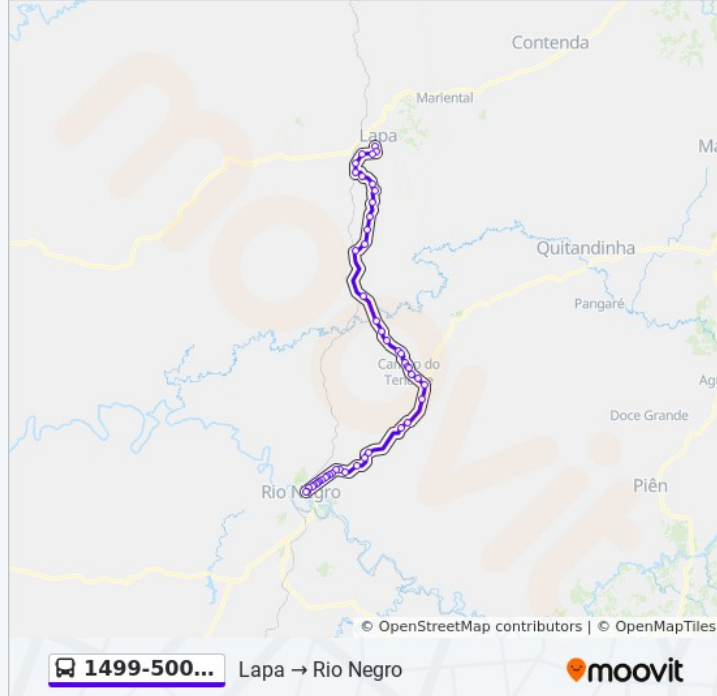 Contenda
Mariental
Lapa
Quitandinha
Pangaré
Doce Grande
Piên
Rio Negro
moovit
© OpenStreetMap contributors | © OpenMapTiles
1499-500...
Lapa → Rio Negro
moovit